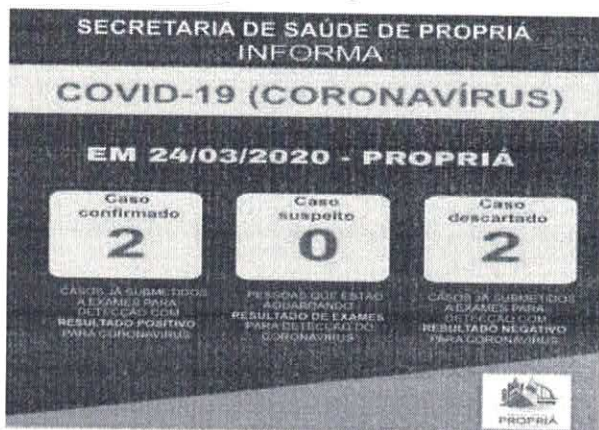 SECRETARIA DE SAÚDE DE PROPRIÁ
INFORMA
COVID-19 (CORONAVÍRUS)
EM 24/03/2020 - PROPRIÁ
Caso
confirmado
2
CASOS JÁ SUBMETIDOS
A EXAMES PARA
DETECÇÃO COM
RESULTADO POSITIVO
PARA CORONAVÍRUS
Caso
suspeito
0
PESSOAS QUE ESTÃO
AGUARDANDO
RESULTADO DE EXAMES
PARA DETECÇÃO DO
CORONAVÍRUS
Caso
descartado
2
CASOS JÁ SUBMETIDOS
A EXAMES PARA
DETECÇÃO COM
RESULTADO NEGATIVO
PARA CORONAVÍRUS
PROPRIÁ